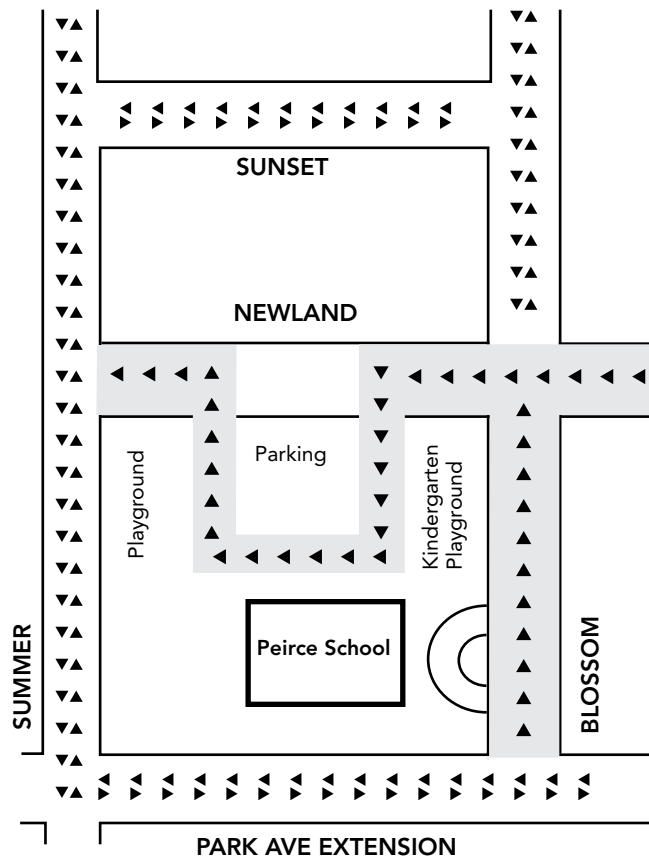 SUNSET
NEWLAND
Parking
Playground
Kindergarten
Playground
Peirce School
SUMMER
BLOSSOM
PARK AVE EXTENSION